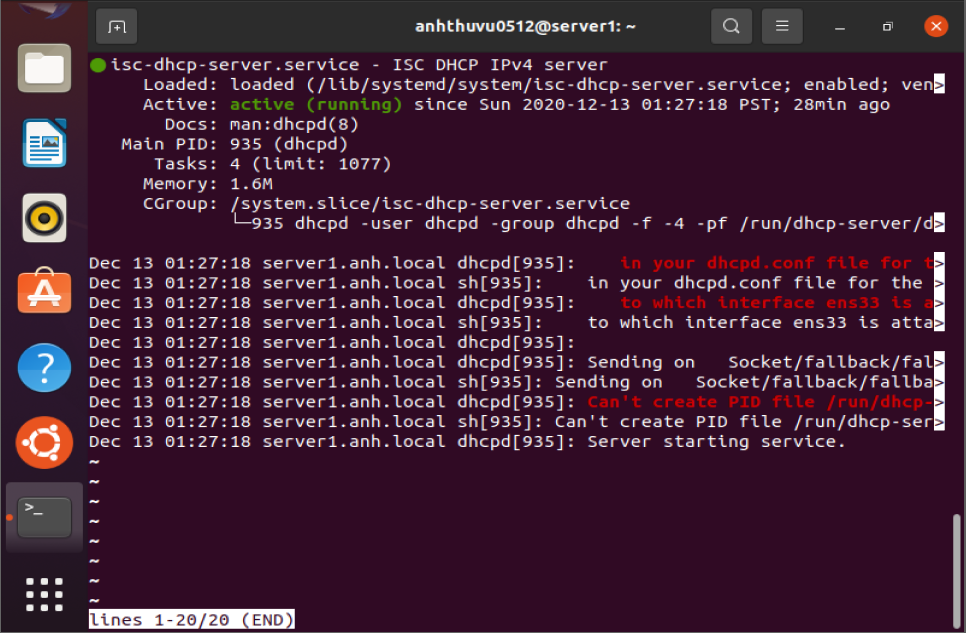 anhthuvu0512@server1: ~
isc-dhcp-server.service - ISC DHCP IPv4 server
Loaded: loaded (/lib/systemd/system/isc-dhcp-server.service; enabled; ven>
Active: active (running) since Sun 2020-12-13 01:27:18 PST; 28min ago
Docs: man:dhcpd(8)
Main PID: 935 (dhcpd)
Tasks: 4 (limit: 1077)
Memory: 1.6M
CGroup: /system.slice/isc-dhcp-server.service
└─935 dhcpd -user dhcpd -group dhcpd -f -4 -pf /run/dhcp-server/d>
Dec 13 01:27:18 server1.anh.local dhcpd[935]:    in your dhcpd.conf file for t>
Dec 13 01:27:18 server1.anh.local sh[935]:    in your dhcpd.conf file for the >
Dec 13 01:27:18 server1.anh.local dhcpd[935]:    to which interface ens33 is a>
Dec 13 01:27:18 server1.anh.local sh[935]:    to which interface ens33 is atta>
Dec 13 01:27:18 server1.anh.local dhcpd[935]:
Dec 13 01:27:18 server1.anh.local dhcpd[935]: Sending on   Socket/fallback/fal>
Dec 13 01:27:18 server1.anh.local sh[935]: Sending on   Socket/fallback/fallba>
Dec 13 01:27:18 server1.anh.local dhcpd[935]: Can't create PID file /run/dhcp->
Dec 13 01:27:18 server1.anh.local sh[935]: Can't create PID file /run/dhcp-ser>
Dec 13 01:27:18 server1.anh.local dhcpd[935]: Server starting service.
~
~
~
~
~
~
~
~
lines 1-20/20 (END)